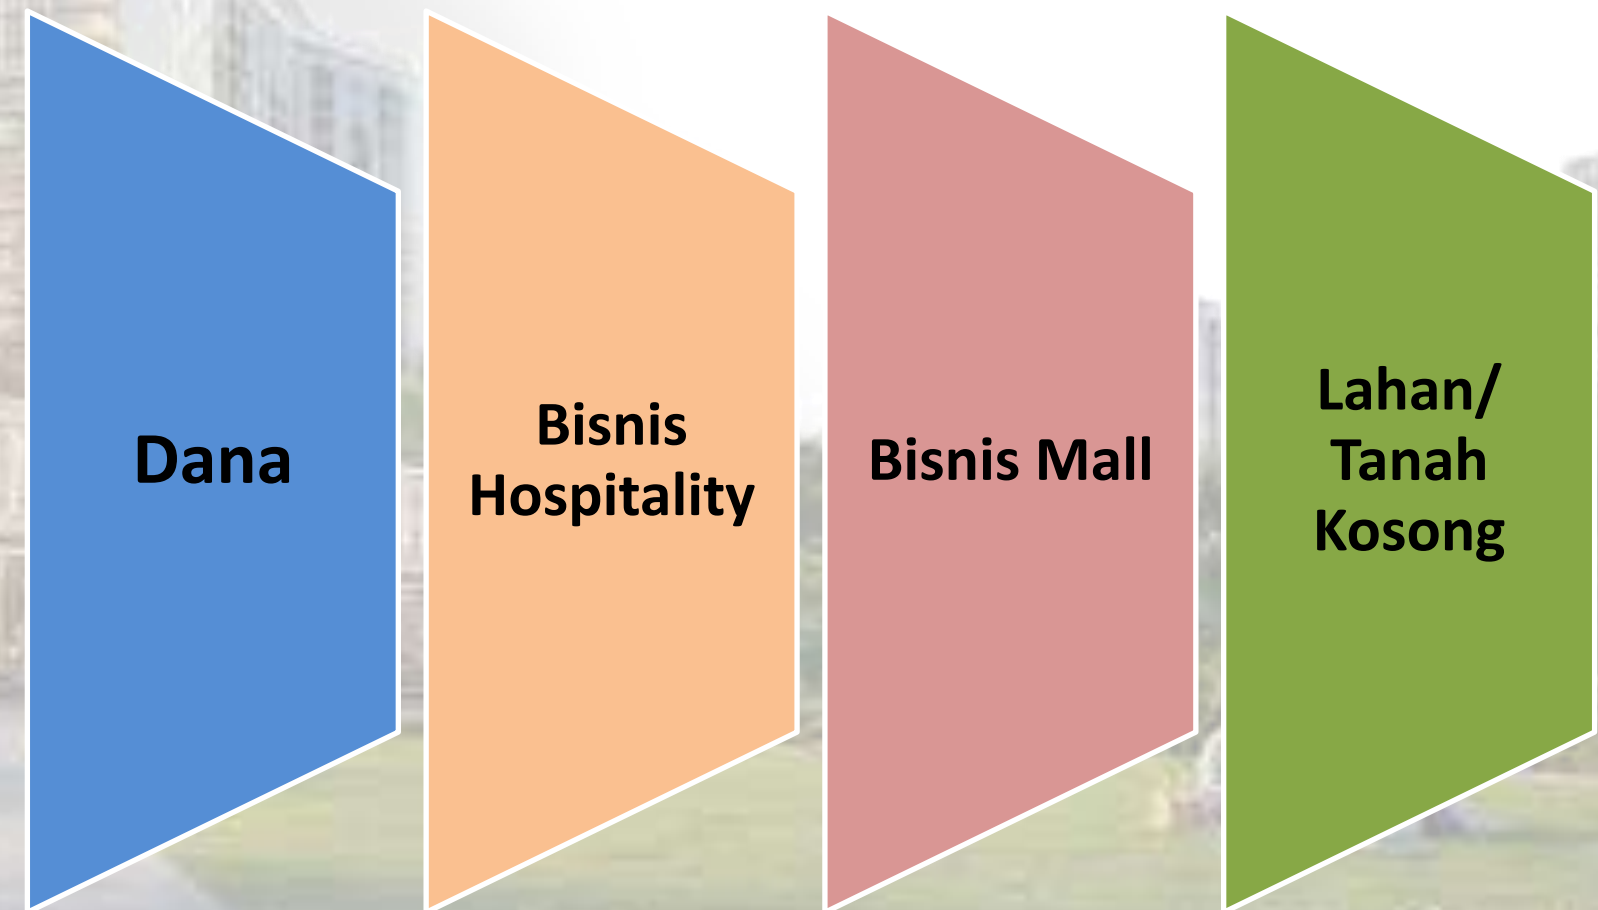 Dana
Bisnis
Hospitality
Bisnis Mall
Lahan/
Tanah
Kosong